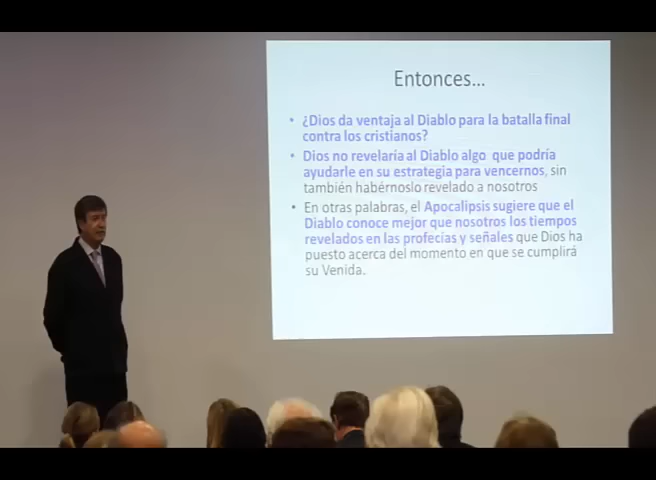 Entonces...
• ¿Dios da ventaja al Diablo para la batalla final
contra los cristianos?
• Dios no revelaría al Diablo algo que podría
ayudarle en su estrategia para vencernos, sin
también habérnoslo revelado a nosotros
• En otras palabras, el Apocalipsis sugiere que el
Diablo conoce mejor que nosotros los tiempos
revelados en las profecías y señales que Dios ha
puesto acerca del momento en que se cumplirá
su Venida.